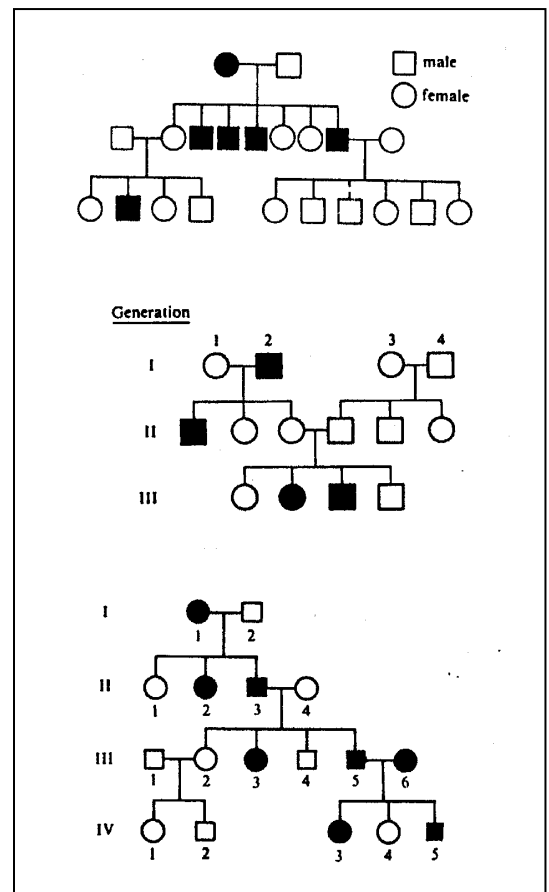 male
female
Generation
1 2 3 4
I
II
III
I
1 2
II
1 2 3 4
III
1 2 3 4 5 6
IV
1 2 3 4 5